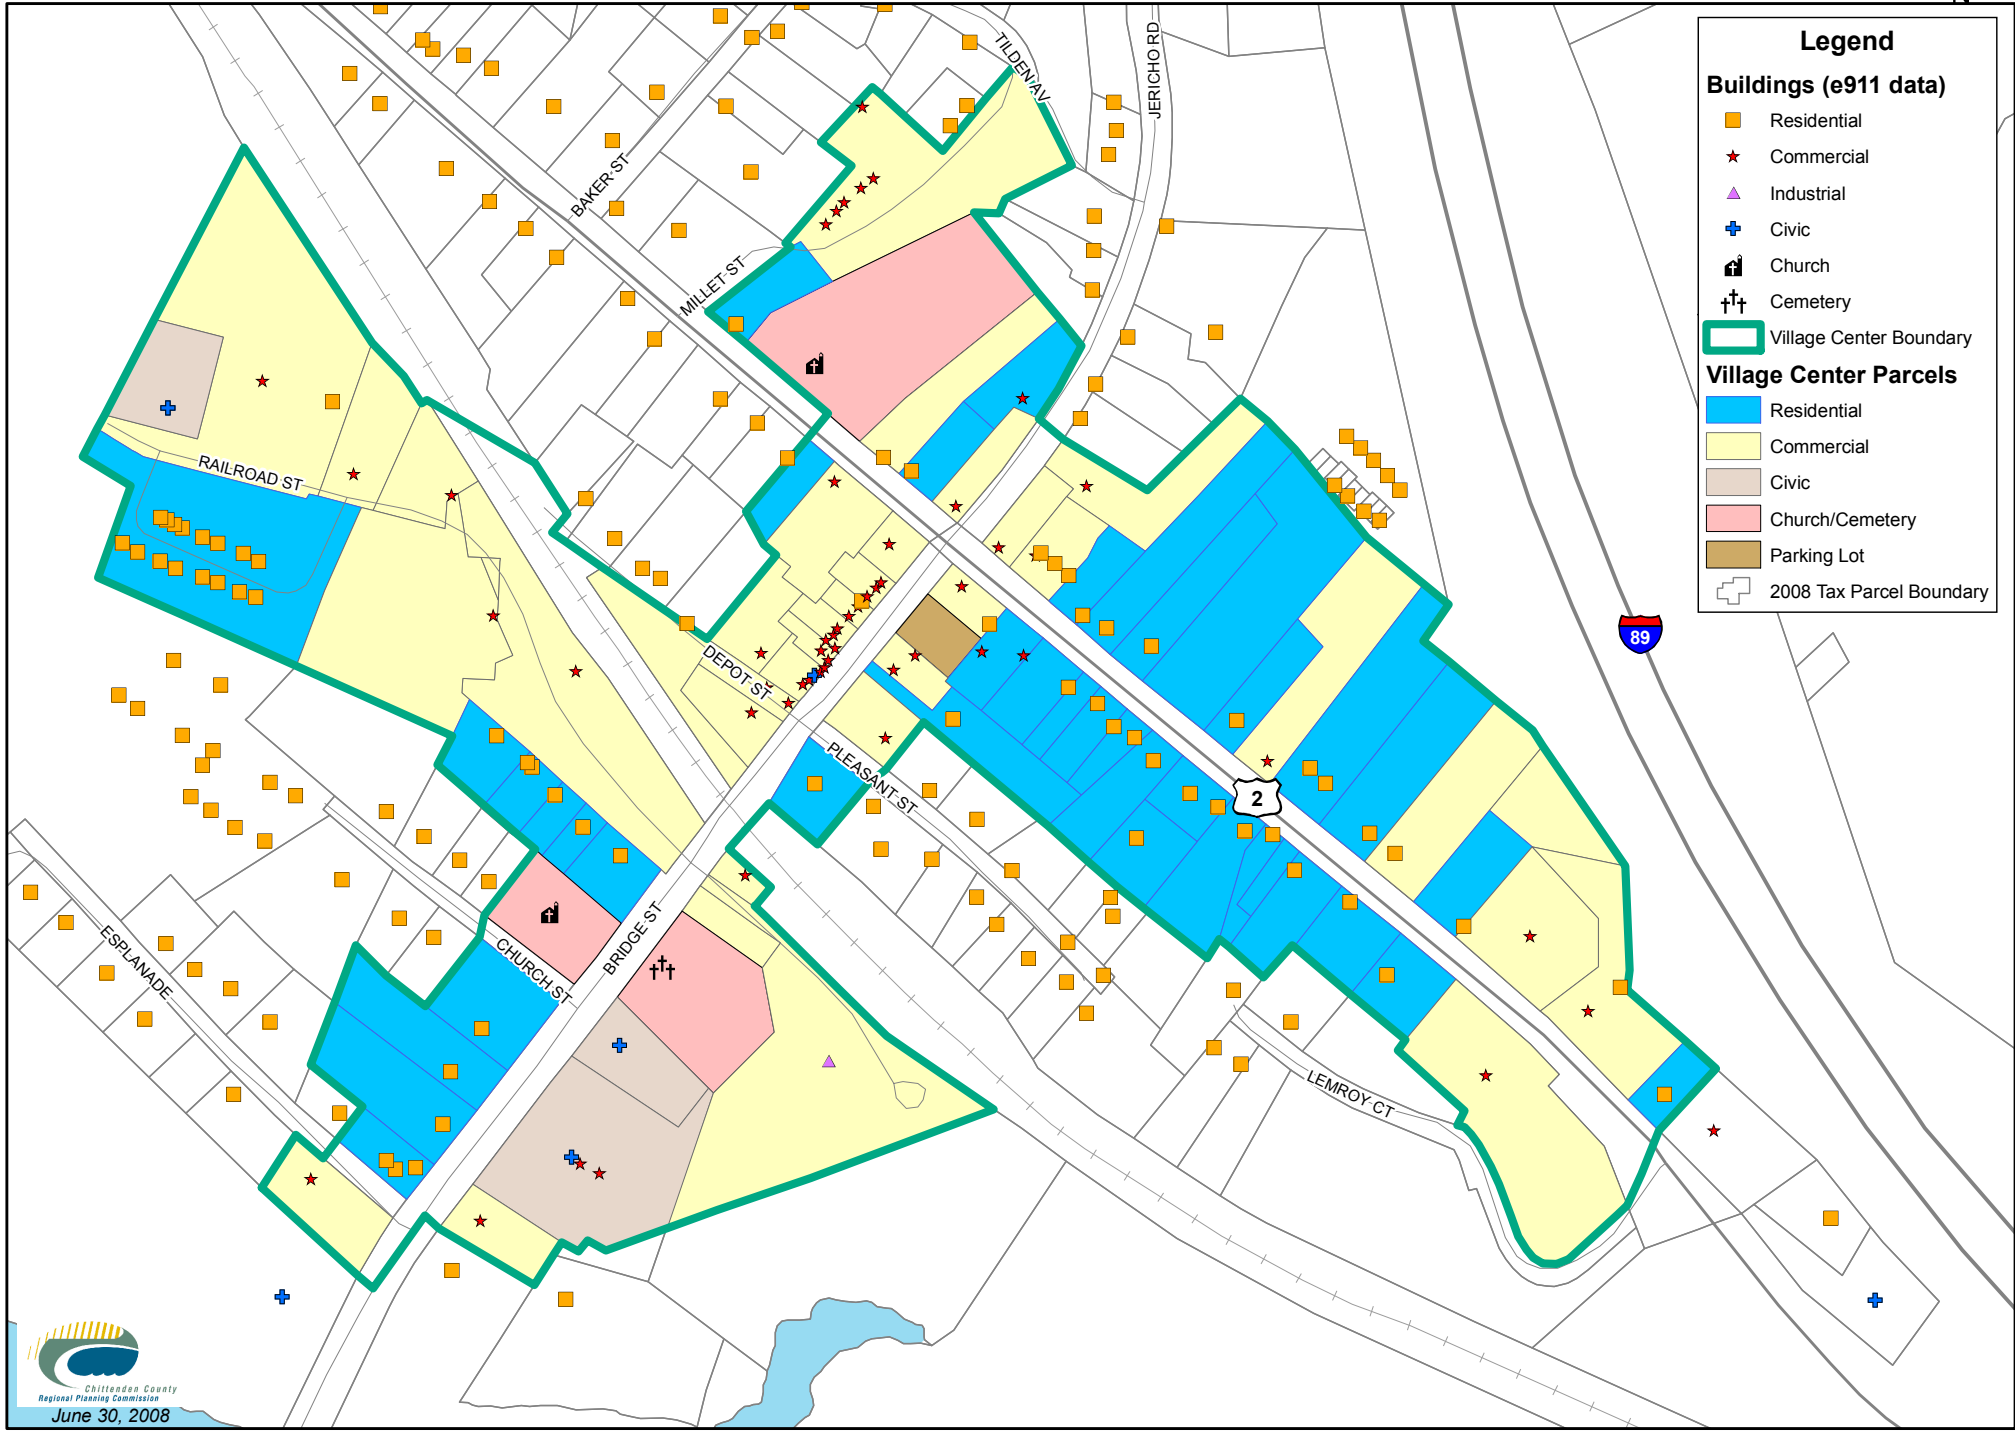 N
Legend
Buildings (e911 data)
Residential
Commercial
Industrial
Civic
Church
Cemetery
Village Center Boundary
Village Center Parcels
Residential
Commercial
Civic
Church/Cemetery
Parking Lot
2008 Tax Parcel Boundary
TILDEN AV
JERICHO RD
BAKER ST
MILLET ST
RAILROAD ST
DEPOT ST
PLEASANT ST
BRIDGE ST
CHURCH ST
ESPLANADE
LEMROY CT
89
2
Chittenden County
Regional Planning Commission
June 30, 2008